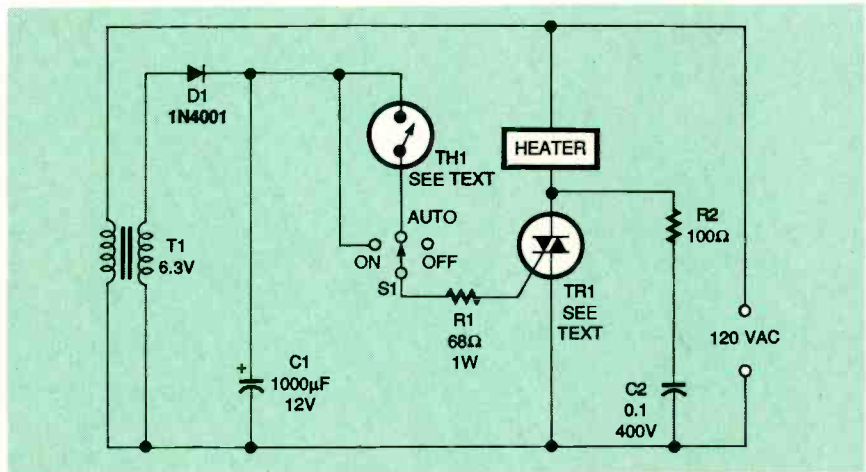 D1
1N4001
TH1
SEE TEXT
HEATER
R2
100Ω
AUTO
ON
OFF
S1
T1
6.3V
R1
68Ω
1W
TR1
SEE
TEXT
120 VAC
+
C1
1000µF
12V
C2
0.1
400V